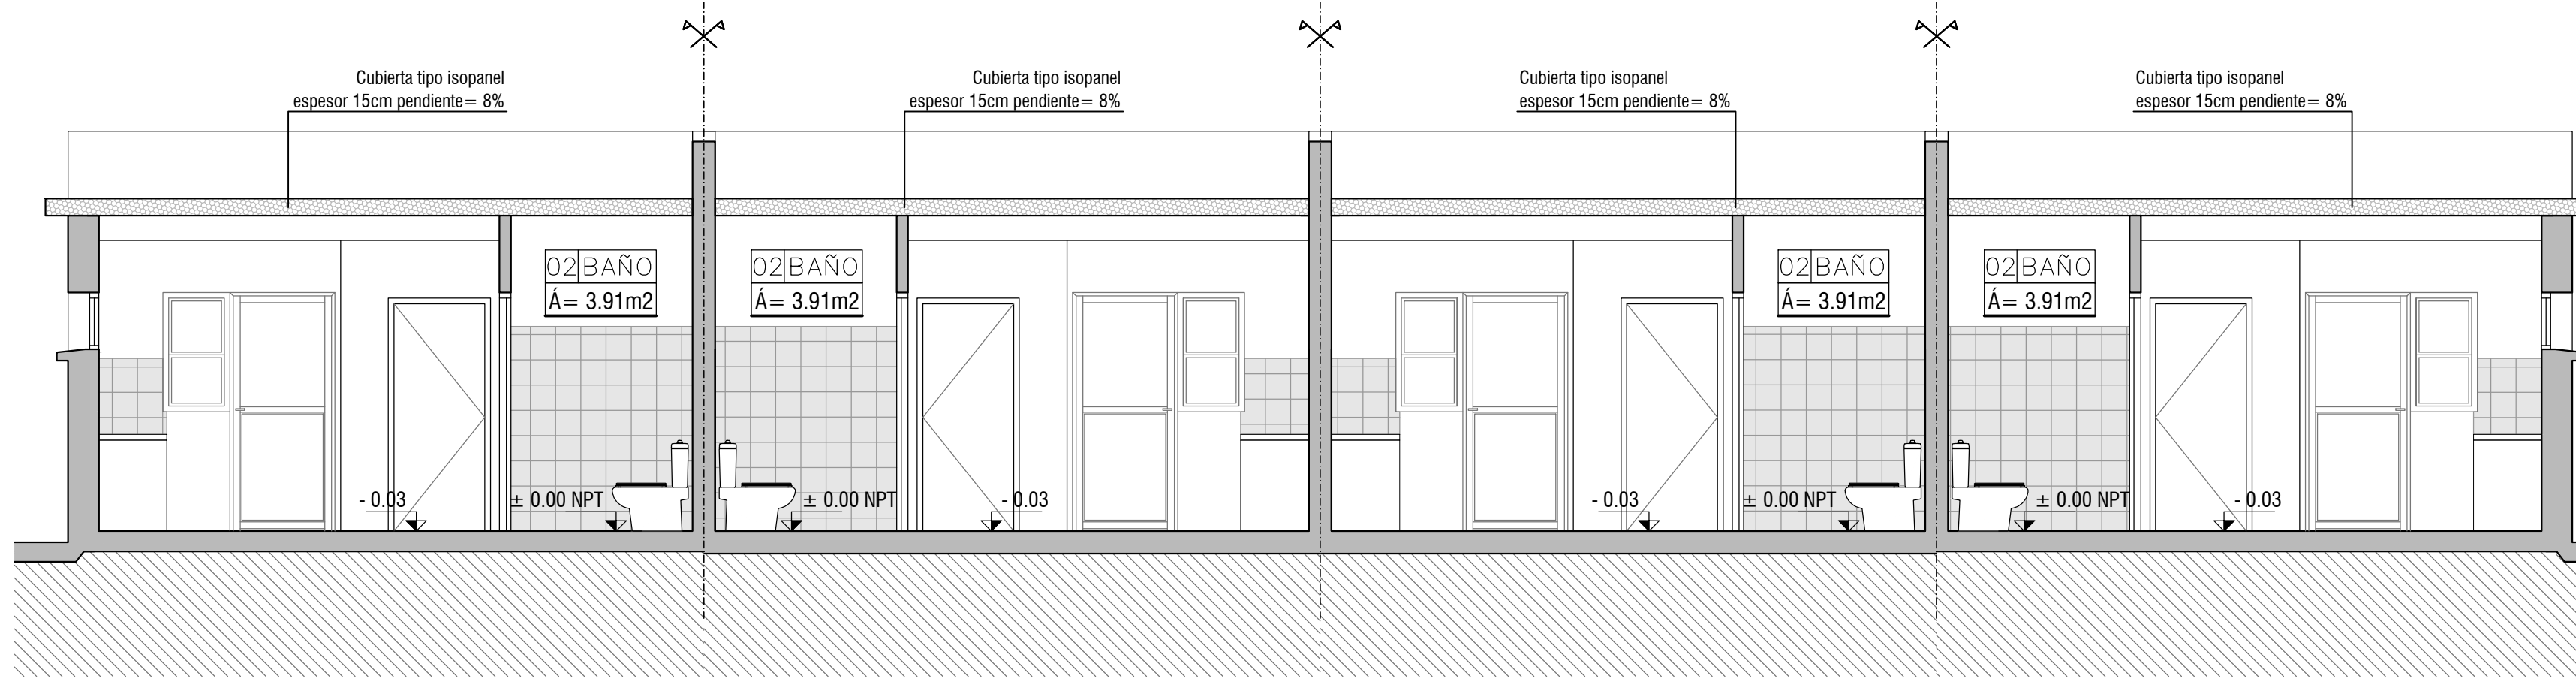 Cubierta tipo isopanel
espesor 15cm pendiente= 8%
Cubierta tipo isopanel
espesor 15cm pendiente= 8%
Cubierta tipo isopanel
espesor 15cm pendiente= 8%
Cubierta tipo isopanel
espesor 15cm pendiente= 8%
02 BAÑO
Á= 3.91m2
02 BAÑO
Á= 3.91m2
02 BAÑO
Á= 3.91m2
02 BAÑO
Á= 3.91m2
- 0.03
± 0.00 NPT
± 0.00 NPT
- 0.03
- 0.03
± 0.00 NPT
± 0.00 NPT
- 0.03